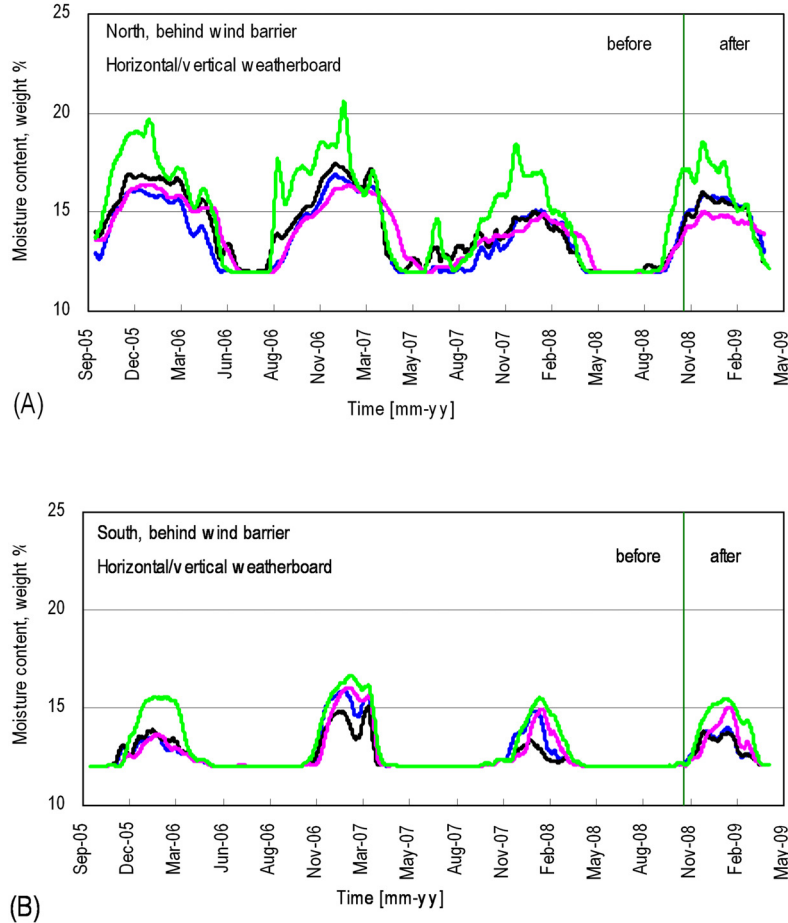 25
North, behind wind barrier
before
after
Horizontal/vertical weatherboard
20
15
10
Moisture content, weight %
Sep-05
Dec-05
Mar-06
Jun-06
Aug-06
Nov-06
Mar-07
May-07
Aug-07
Nov-07
Feb-08
May-08
Aug-08
Nov-08
Feb-09
May-09
(A)
Time [mm-yy]
25
South, behind wind barrier
before
after
Horizontal/vertical weatherboard
20
15
10
Moisture content, weight %
Sep-05
Dec-05
Mar-06
Jun-06
Aug-06
Nov-06
Mar-07
May-07
Aug-07
Nov-07
Feb-08
May-08
Aug-08
Nov-08
Feb-09
May-09
Time [mm-yy]
(B)